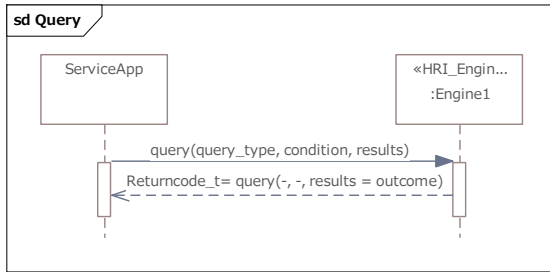 sd Query
ServiceApp
«HRI_Engin...
:Engine1
query(query_type, condition, results)
Returncode_t= query(-, -, results = outcome)